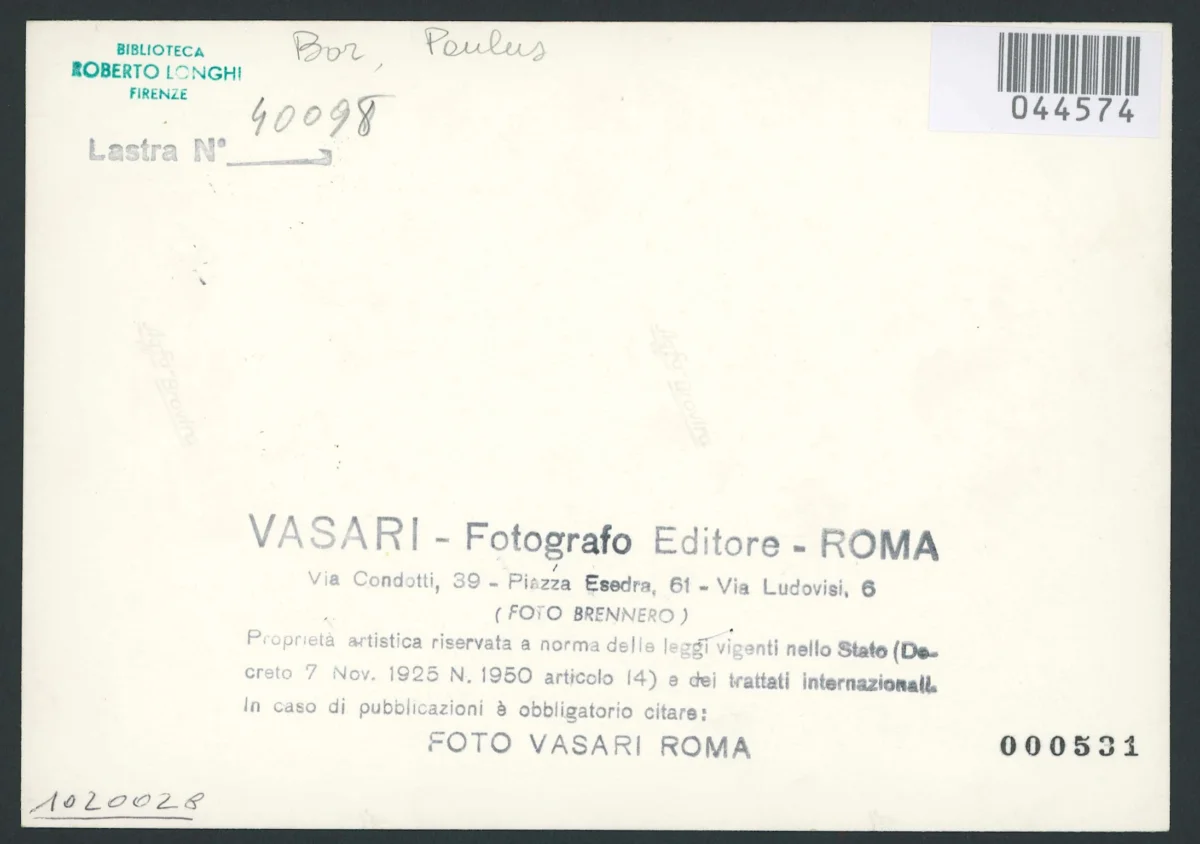 BIBLIOTECA
ROBERTO LONGHI
FIRENZE
Bor, Paulus
044574
40098
Lastra N°
VASARI - Fotografo Editore - ROMA
Via Condotti, 39 - Piazza Esedra, 61 - Via Ludovisi, 6
( FOTO BRENNERO )
Proprietà artistica riservata a norma delle leggi vigenti nello Stato (De-
creto 7 Nov. 1925 N. 1950 articolo 14) e dei trattati internazionali.
In caso di pubblicazioni è obbligatorio citare:
FOTO VASARI ROMA
000531
1020028